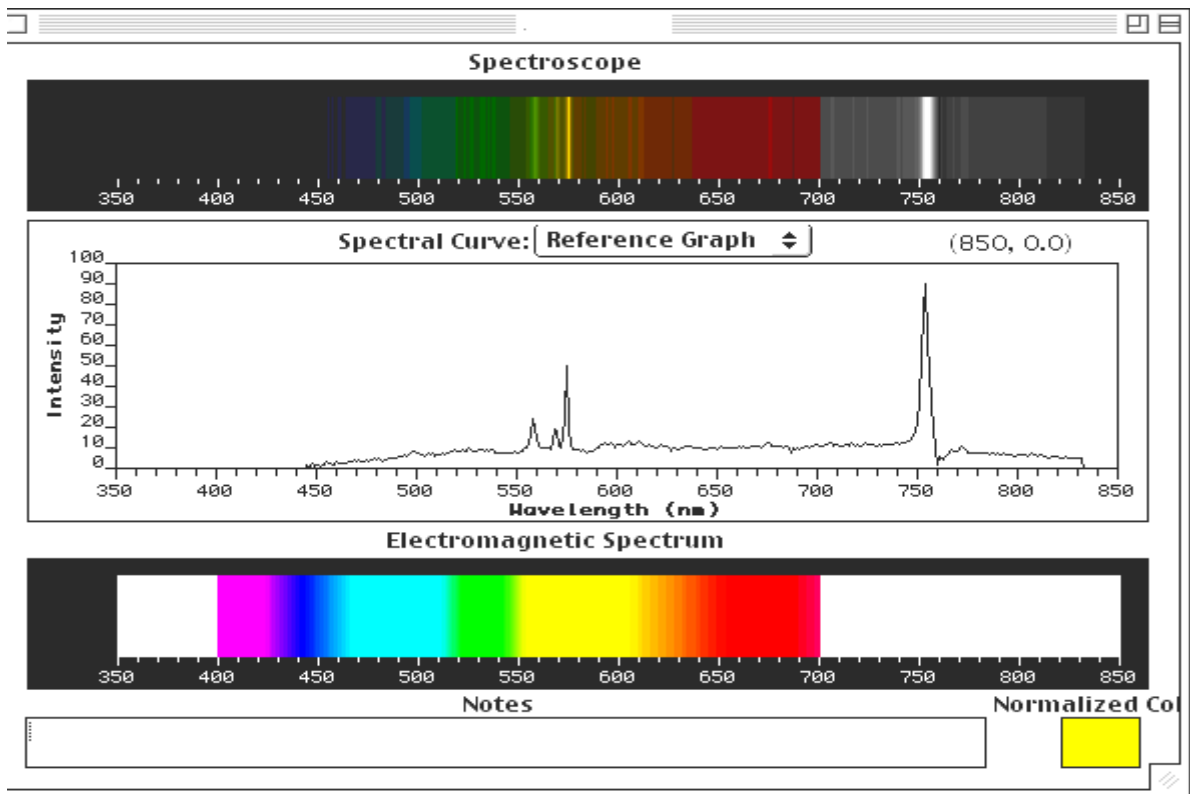 Spectroscope
350 400 450 500 550 600 650 700 750 800 850
Spectral Curve: Reference Graph (850, 0.0)
100
90
80
70
60
50
40
30
20
10
0
Intensity
350 400 450 500 550 600 650 700 750 800 850
Wavelength (nm)
Electromagnetic Spectrum
350 400 450 500 550 600 650 700 750 800 850
Notes Normalized Col